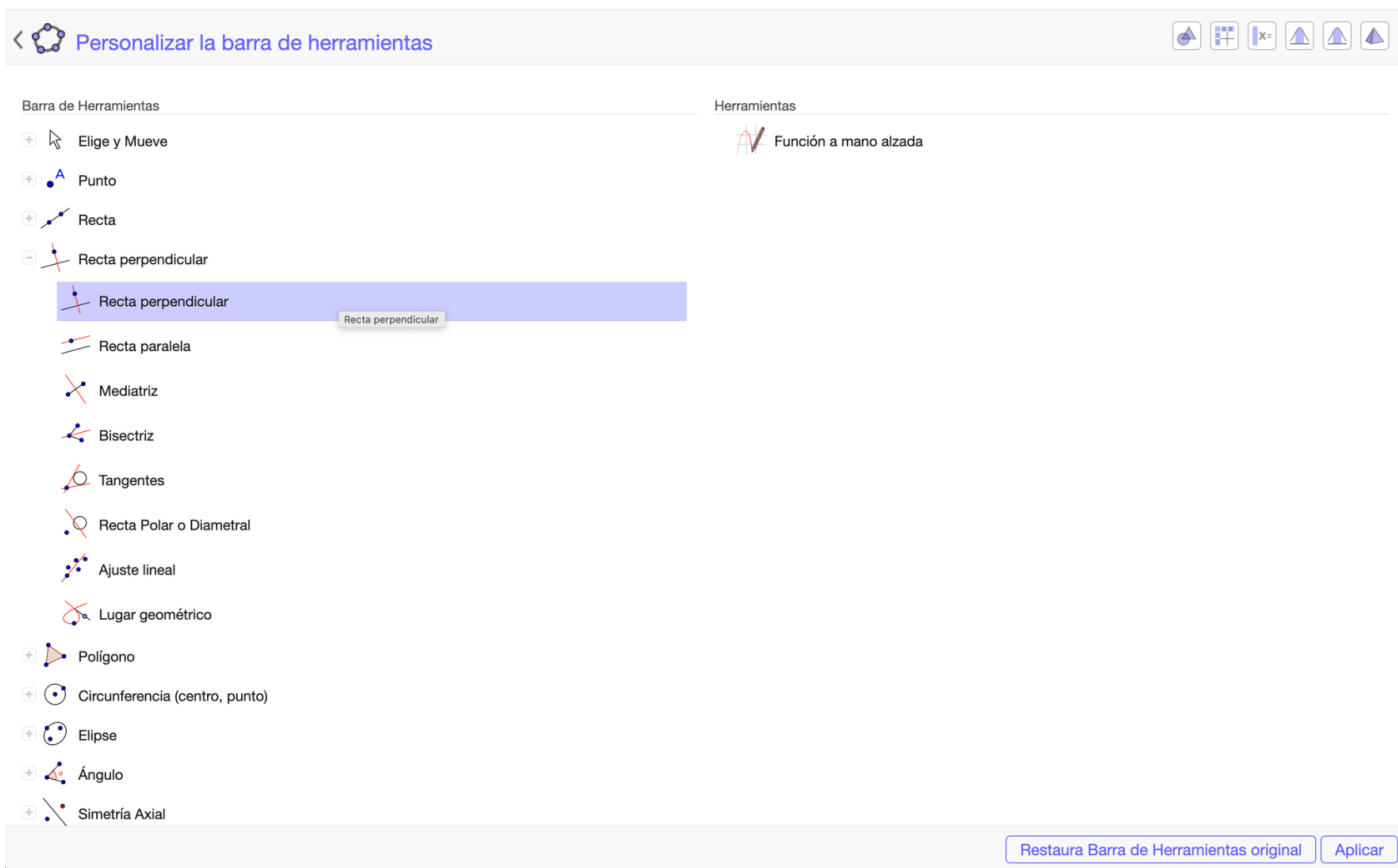 Personalizar la barra de herramientas
x=
Barra de Herramientas
Herramientas
Elige y Mueve
Función a mano alzada
A
Punto
Recta
Recta perpendicular
Recta perpendicular
Recta perpendicular
Recta paralela
Mediatriz
Bisectriz
Tangentes
Recta Polar o Diametral
Ajuste lineal
Lugar geométrico
Polígono
Circunferencia (centro, punto)
Elipse
Ángulo
Simetría Axial
Restaura Barra de Herramientas original
Aplicar